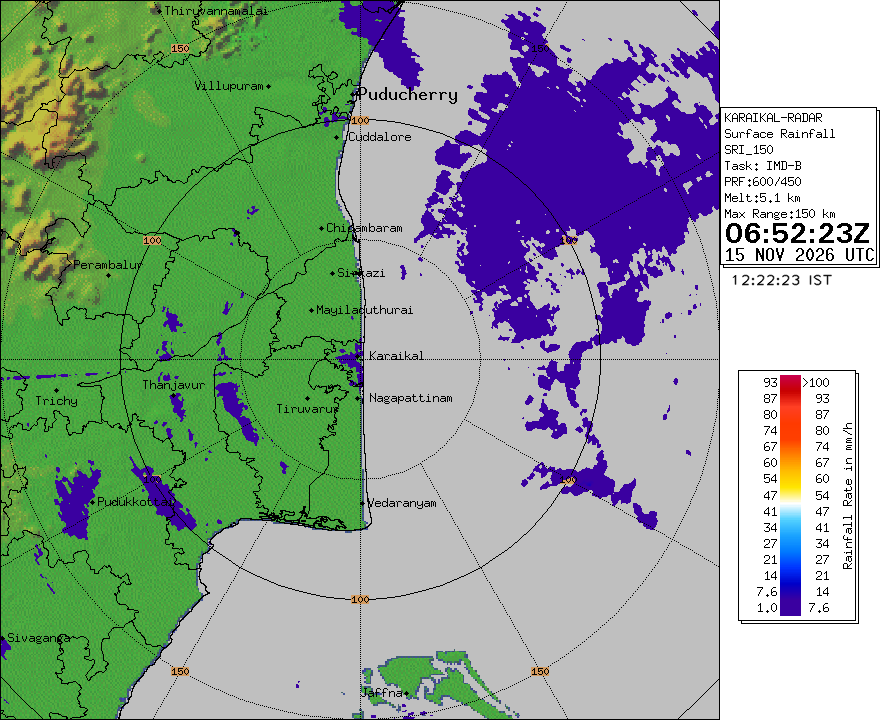 Thiruvannamalai
150
150
Villupuram
Puducherry
100
Cuddalore
Chidambaram
100
100
Perambalur
Sirkazi
Mayiladuthurai
Karaikal
Thanjavur
Trichy
Tiruvarur
Nagapattinam
100
100
Pudukkottai
Vedaranyam
100
Sivaganga
150
150
Jaffna
KARAIKAL-RADAR
Surface Rainfall
SRI_150
Task: IMD-B
PRF:600/450
Melt:5.1 km
Max Range:150 km
06:52:23Z
15 NOV 2026 UTC
12:22:23 IST
93 >100
87 93
80 87
74 80
67 74
60 67
54 60
47 54
41 47
34 41
27 34
21 27
14 21
7.6 14
1.0 7.6
Rainfall Rate in mm/h